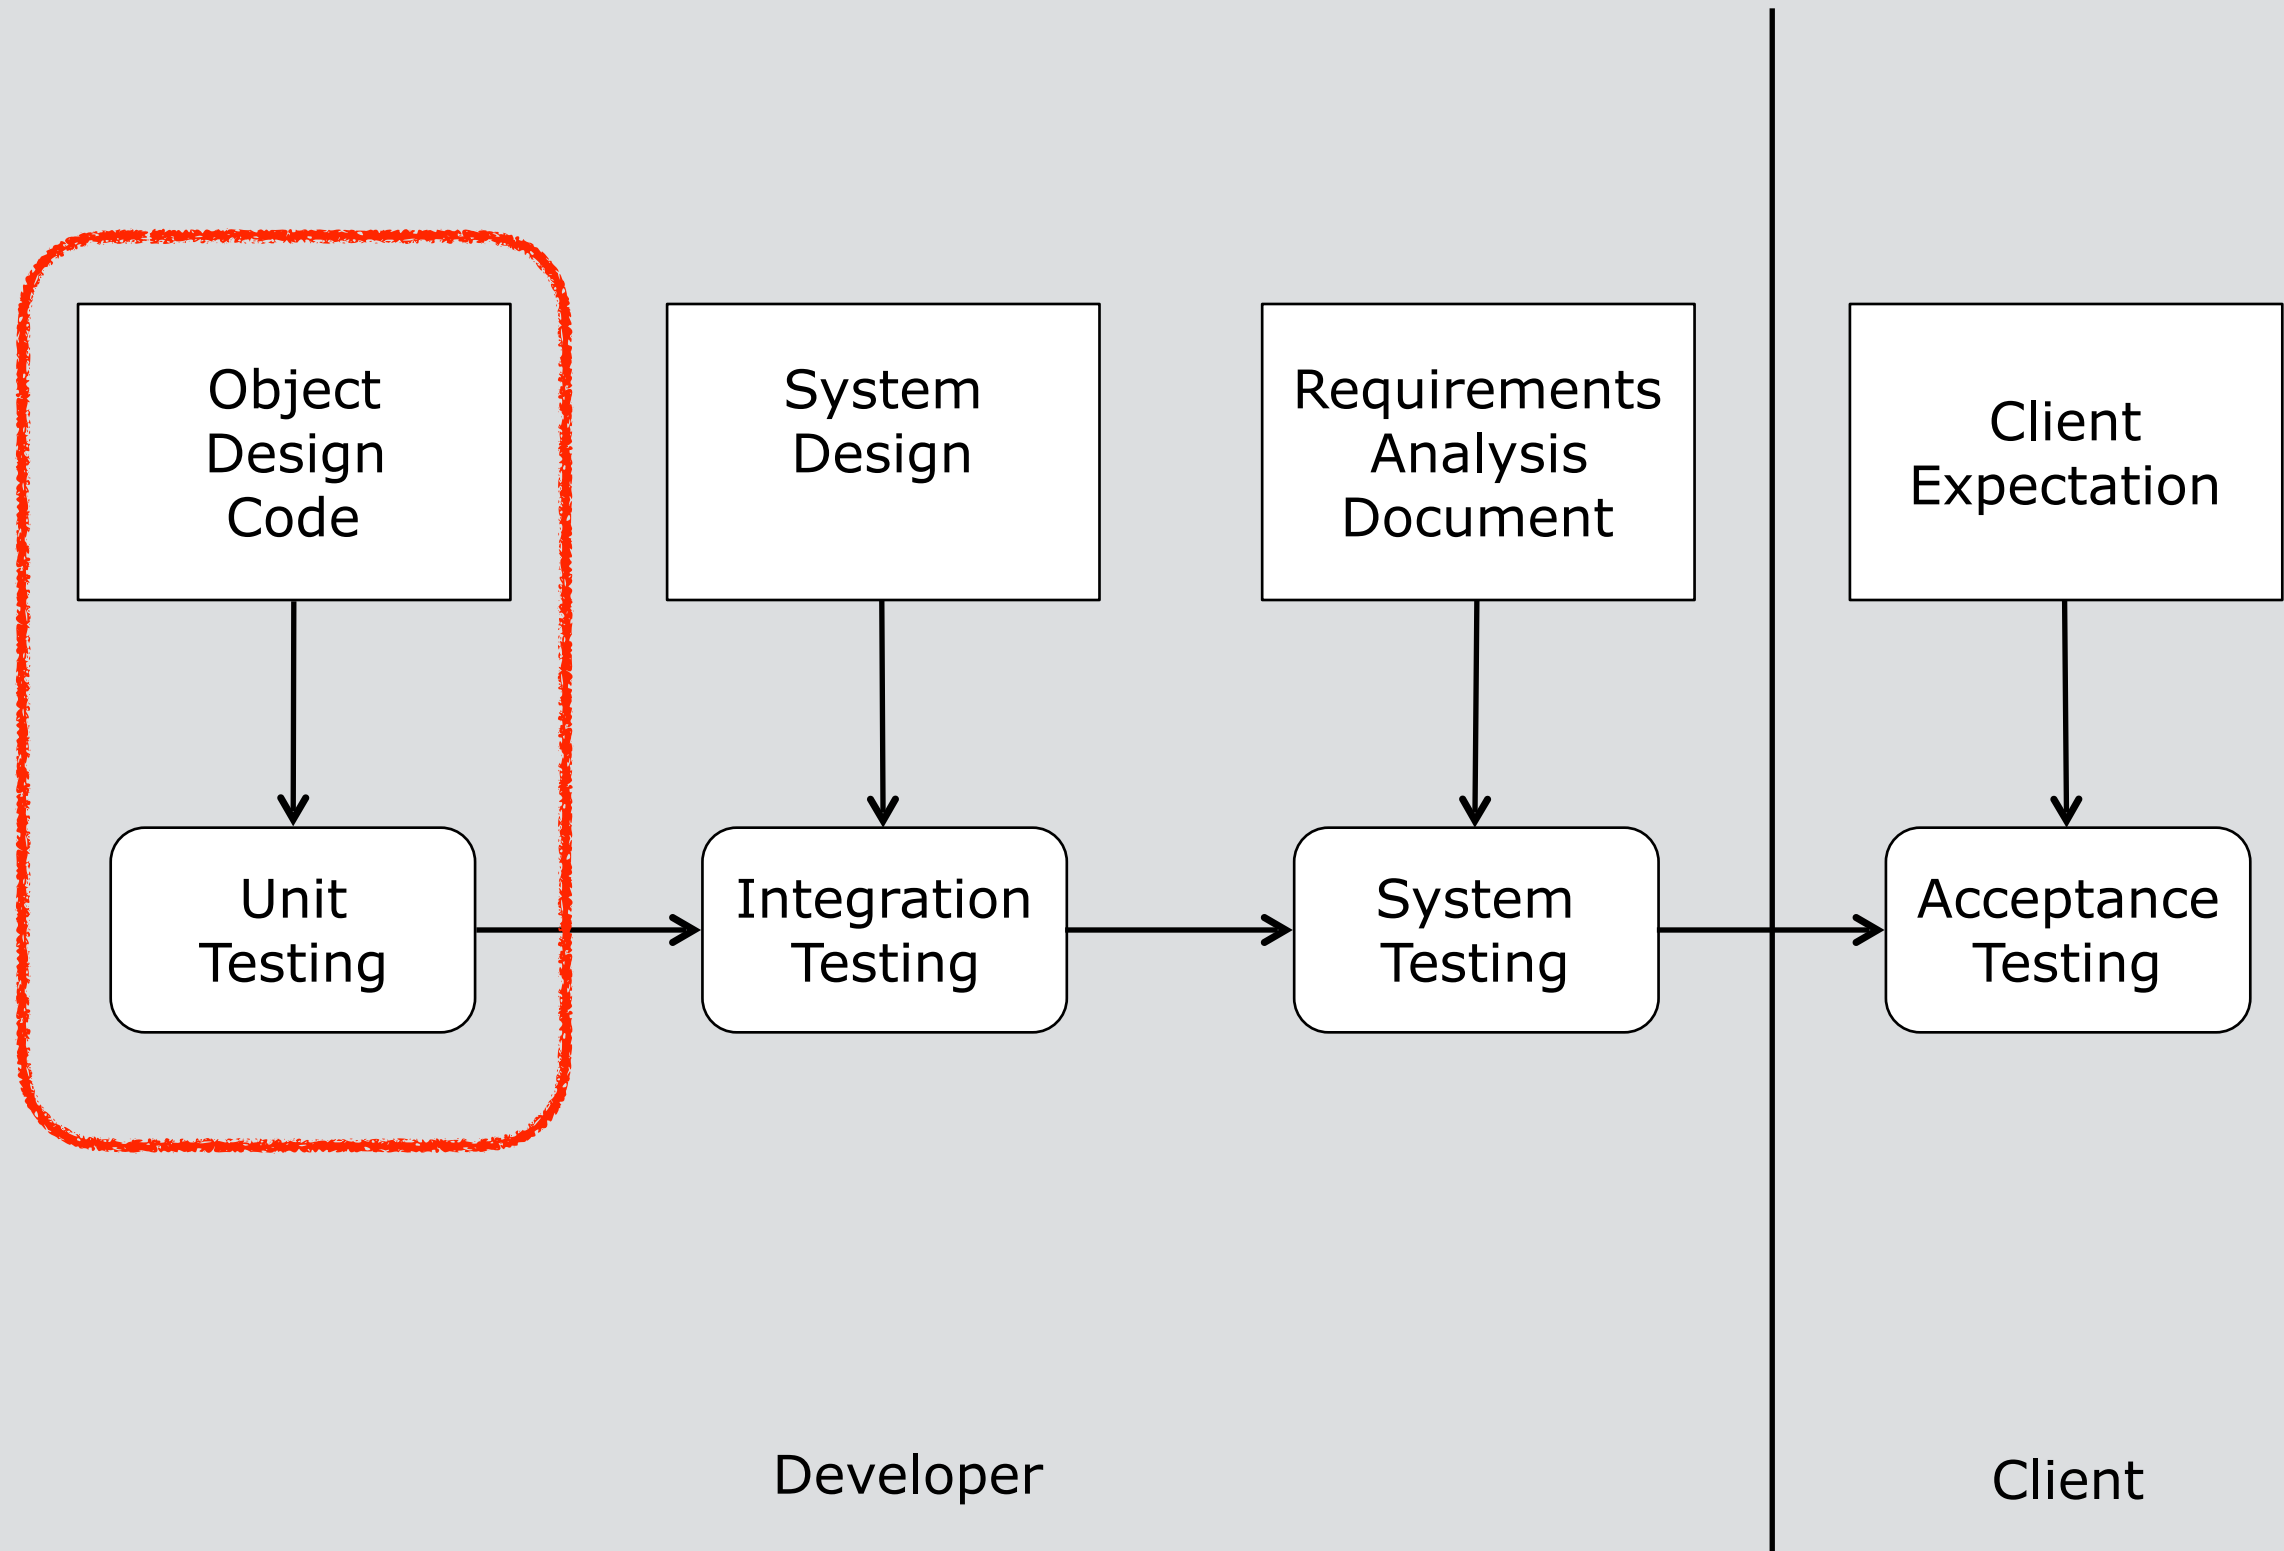 Object
Design
Code
System
Design
Requirements
Analysis
Document
Client
Expectation
Unit
Testing
Integration
Testing
System
Testing
Acceptance
Testing
Developer
Client